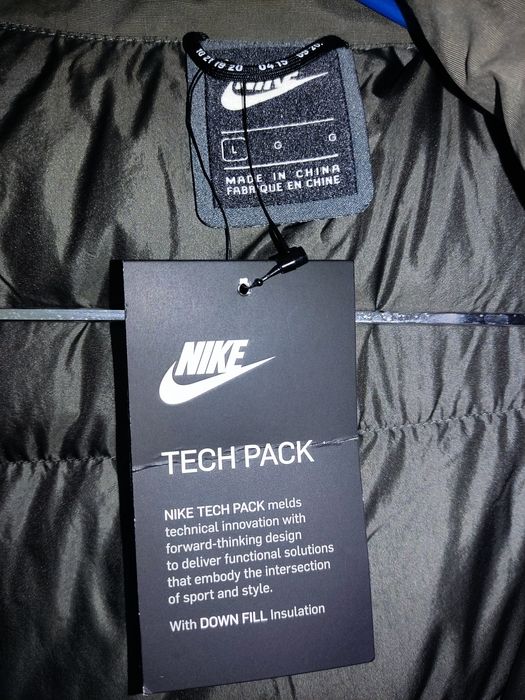 NIKE
L G G
MADE IN CHINA
FABRIQUE EN CHINE
NIKE
TECH PACK
NIKE TECH PACK melds
technical innovation with
forward-thinking design
to deliver functional solutions
that embody the intersection
of sport and style.
With DOWN FILL Insulation